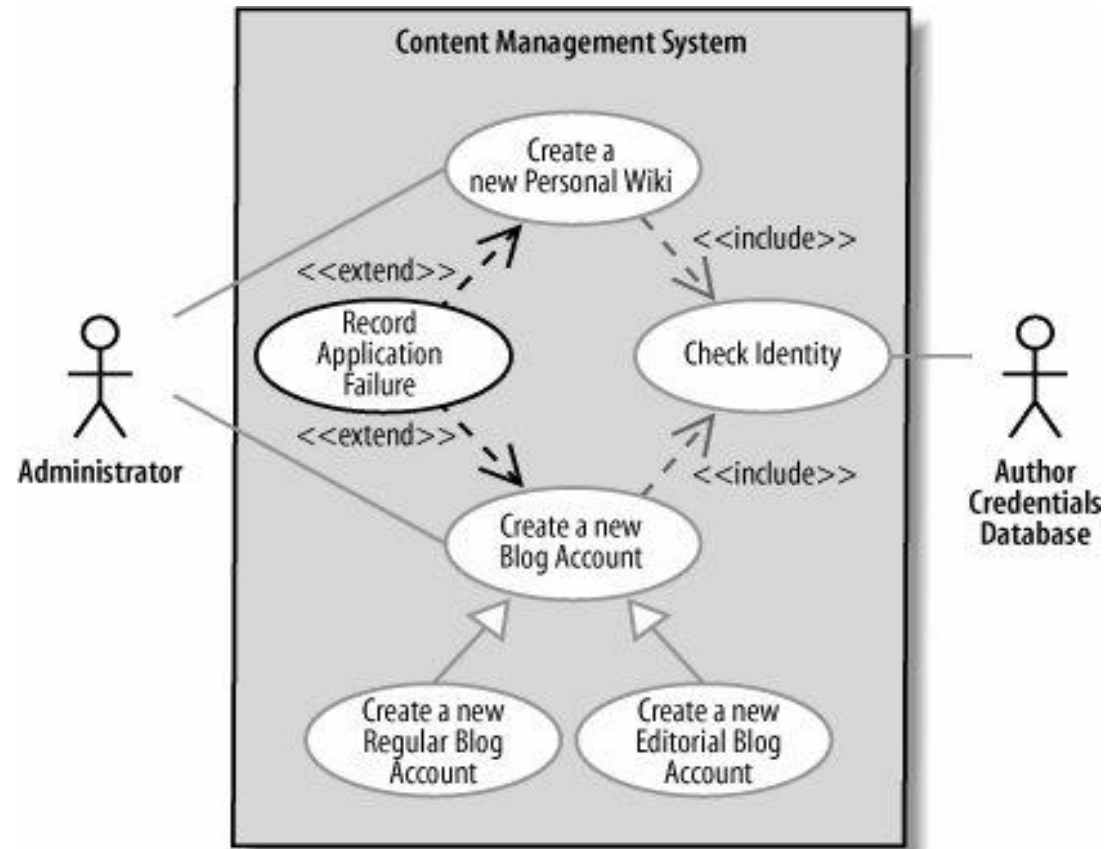 Content Management System
Create a
new Personal Wiki
<<include>>
<<extend>>
Record
Application
Failure
Check Identity
<<extend>>
<<include>>
Administrator
Author
Credentials
Database
Create a new
Blog Account
Create a new
Regular Blog
Account
Create a new
Editorial Blog
Account